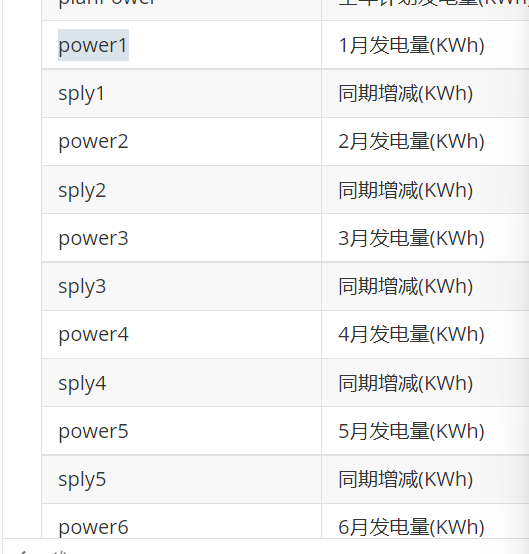 power1 1月发电量(KWh)
sply1 同期增减(KWh)
power2 2月发电量(KWh)
sply2 同期增减(KWh)
power3 3月发电量(KWh)
sply3 同期增减(KWh)
power4 4月发电量(KWh)
sply4 同期增减(KWh)
power5 5月发电量(KWh)
sply5 同期增减(KWh)
power6 6月发电量(KWh)